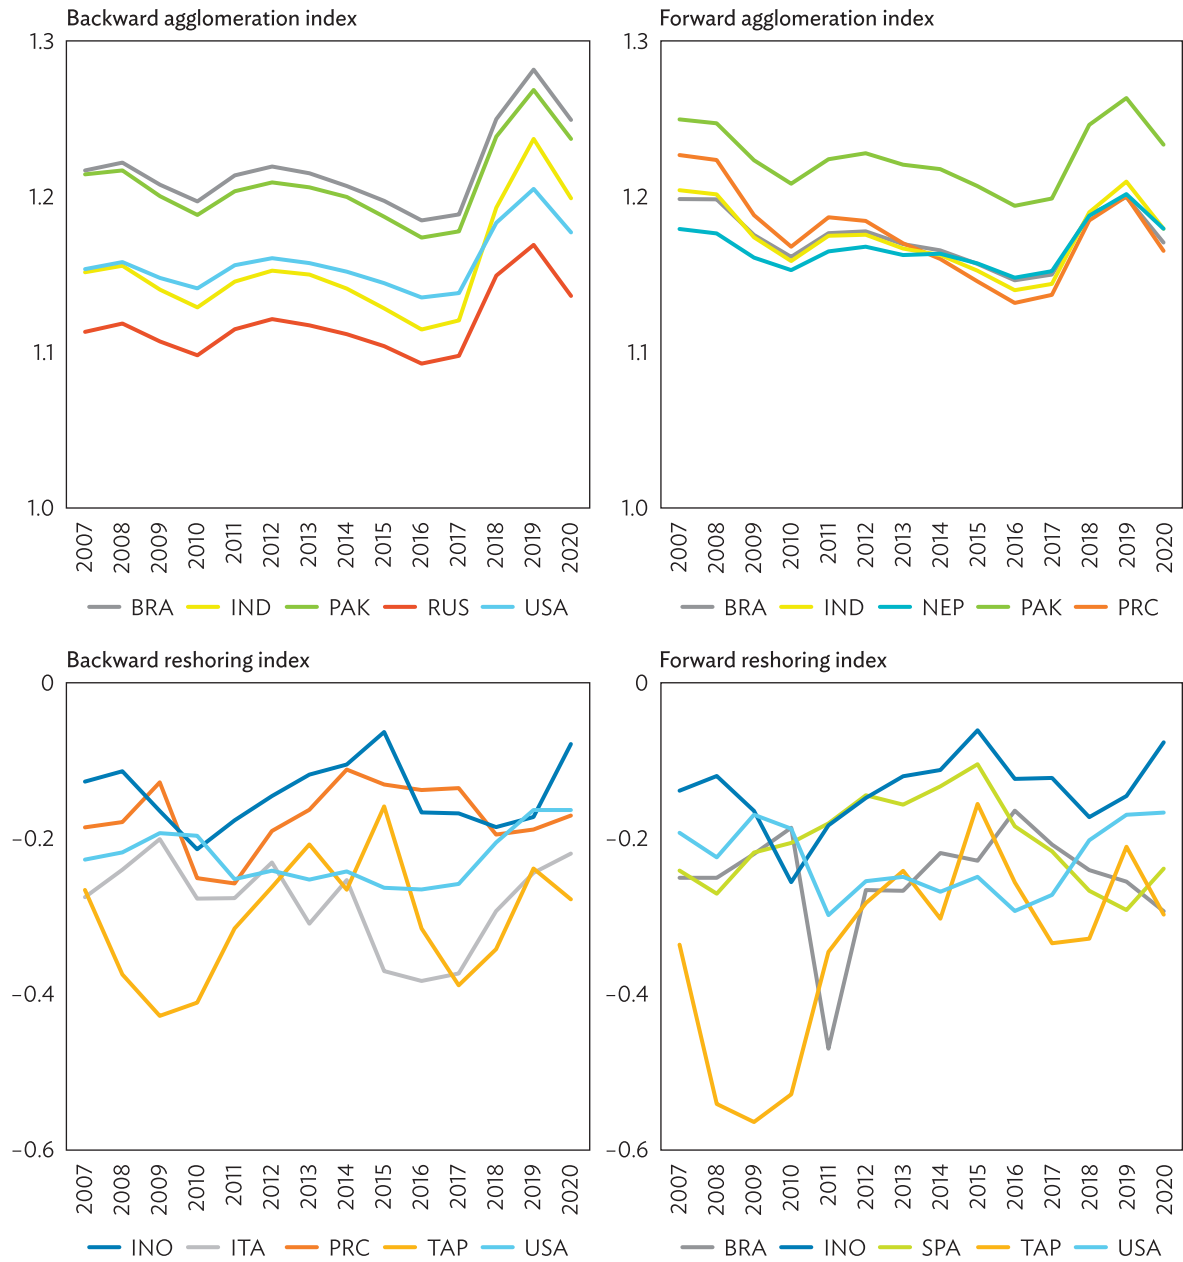 Backward agglomeration index
1.3
1.2
1.1
1.0
2007 2008 2009 2010 2011 2012 2013 2014 2015 2016 2017 2018 2019 2020
BRA IND PAK RUS USA
Forward agglomeration index
1.3
1.2
1.1
1.0
2007 2008 2009 2010 2011 2012 2013 2014 2015 2016 2017 2018 2019 2020
BRA IND NEP PAK PRC
Backward reshoring index
0
−0.2
−0.4
−0.6
2007 2008 2009 2010 2011 2012 2013 2014 2015 2016 2017 2018 2019 2020
INO ITA PRC TAP USA
Forward reshoring index
0
−0.2
−0.4
−0.6
2007 2008 2009 2010 2011 2012 2013 2014 2015 2016 2017 2018 2019 2020
BRA INO SPA TAP USA